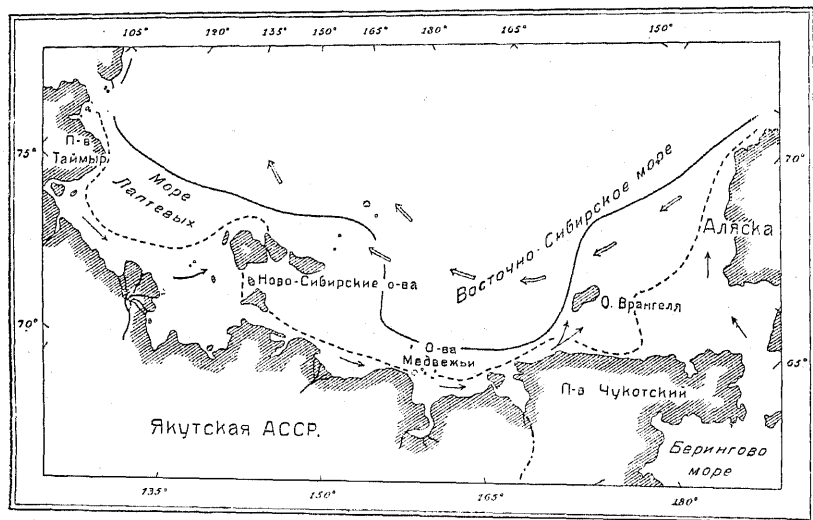 105° 120° 135° 150° 165° 180° 165° 150°
75°
70°
70°
65°
П-в
Таймыр
Море
Лаптевых
Восточно-Сибирское море
Аляска
Ново-Сибирские о-ва
О. Врангеля
О-ва
Медвежьи
П-в Чукотский
Якутская АССР.
Берингово
море
135° 150° 165° 180°